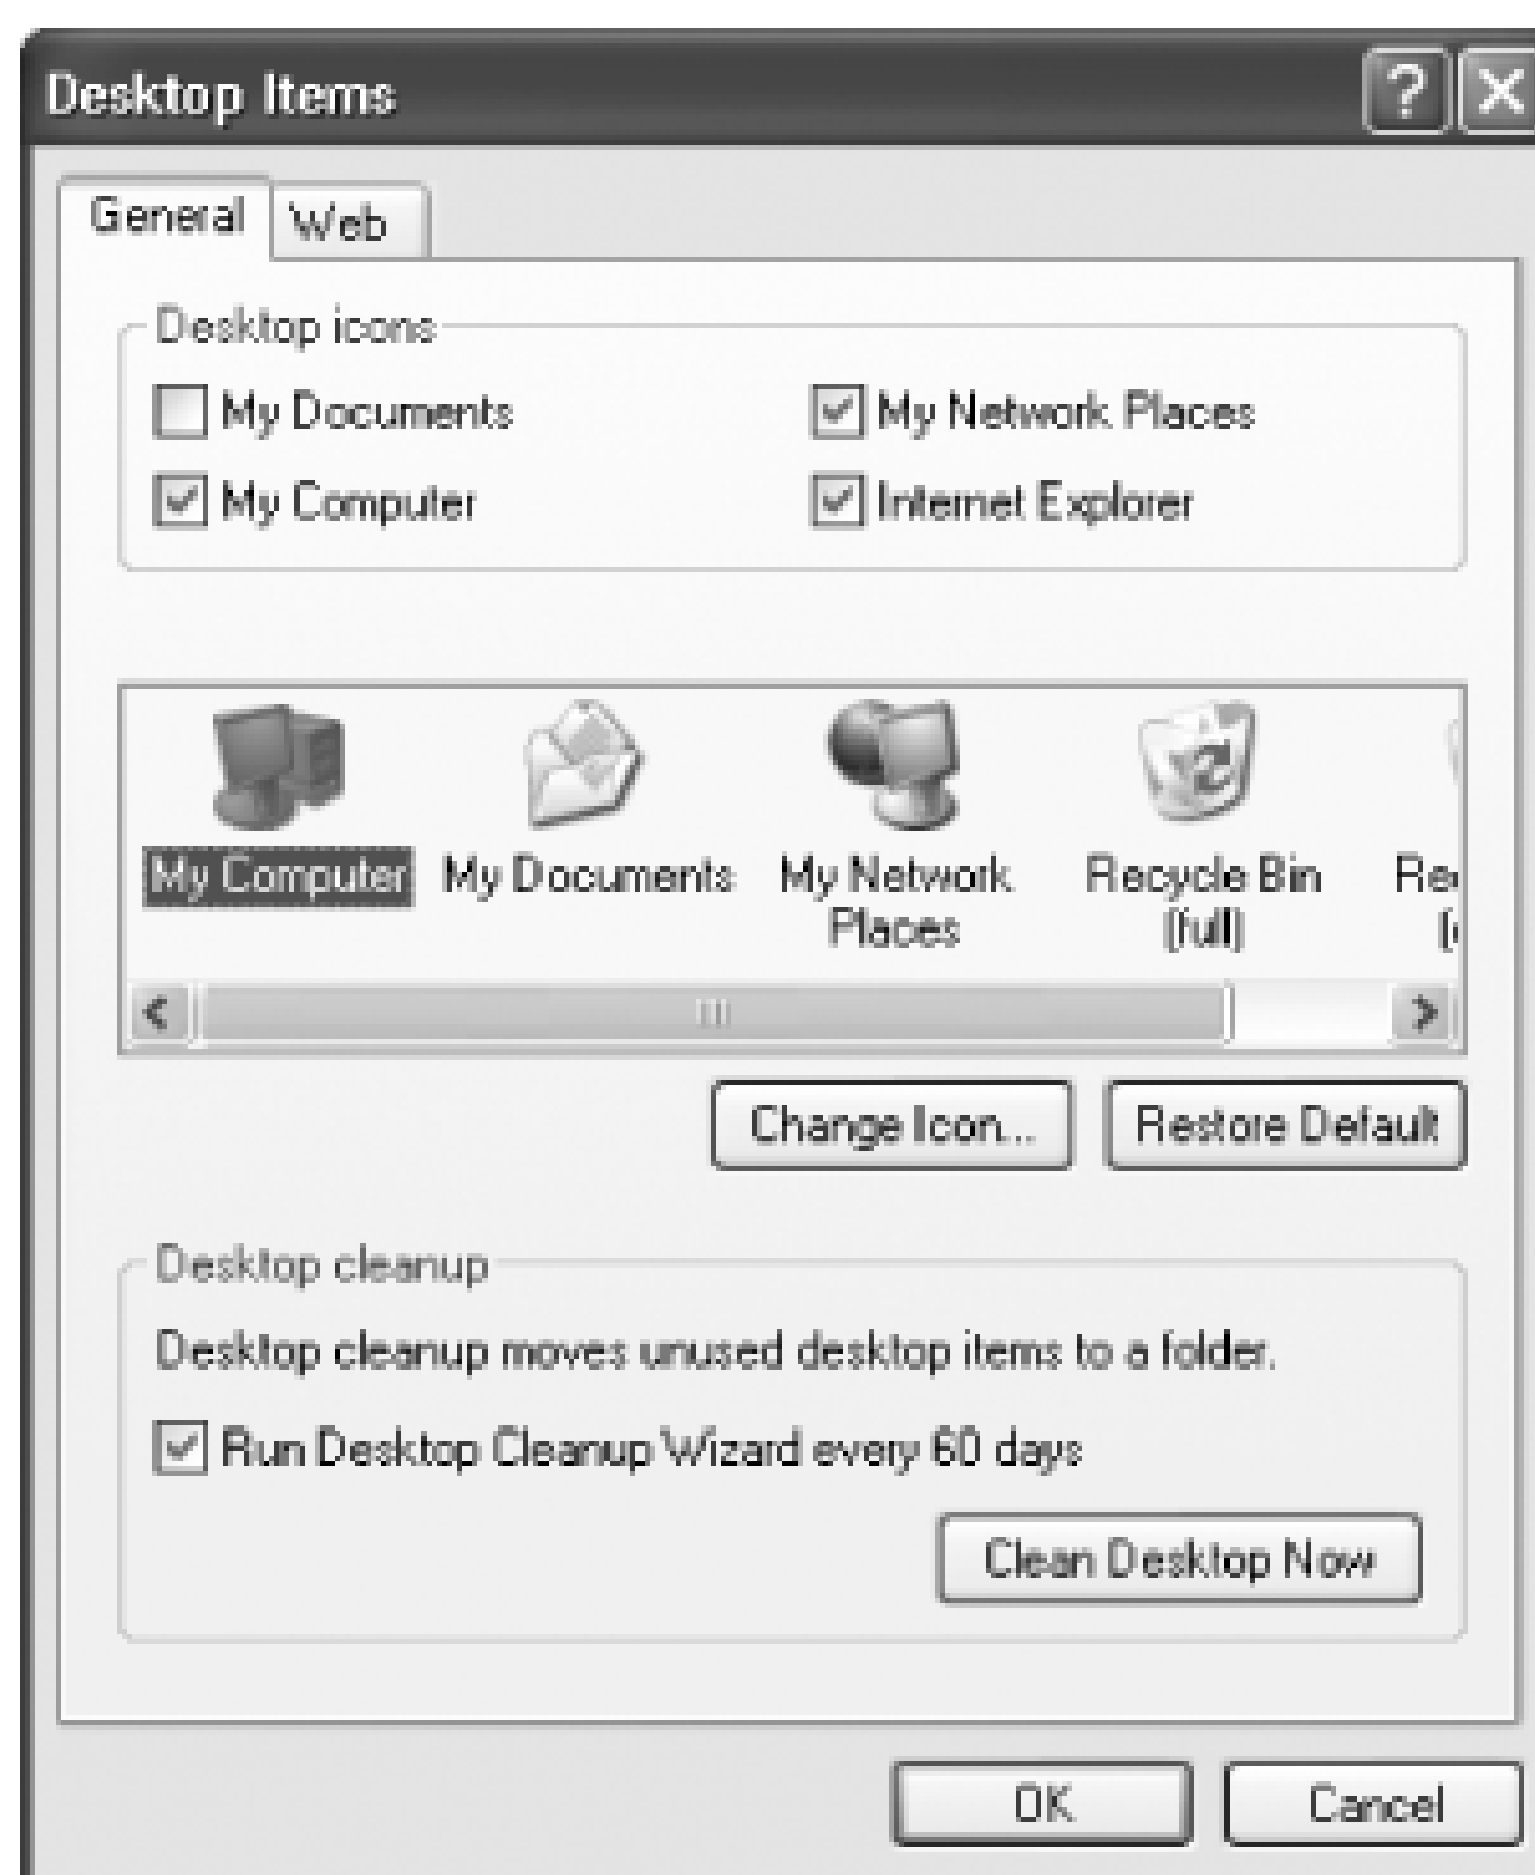 Desktop Items
General Web
Desktop icons
My Documents My Network Places
My Computer Internet Explorer
My Computer My Documents My Network Recycle Bin
Places (full)
Change Icon... Restore Default
Desktop cleanup
Desktop cleanup moves unused desktop items to a folder.
Run Desktop Cleanup Wizard every 60 days
Clean Desktop Now
OK Cancel